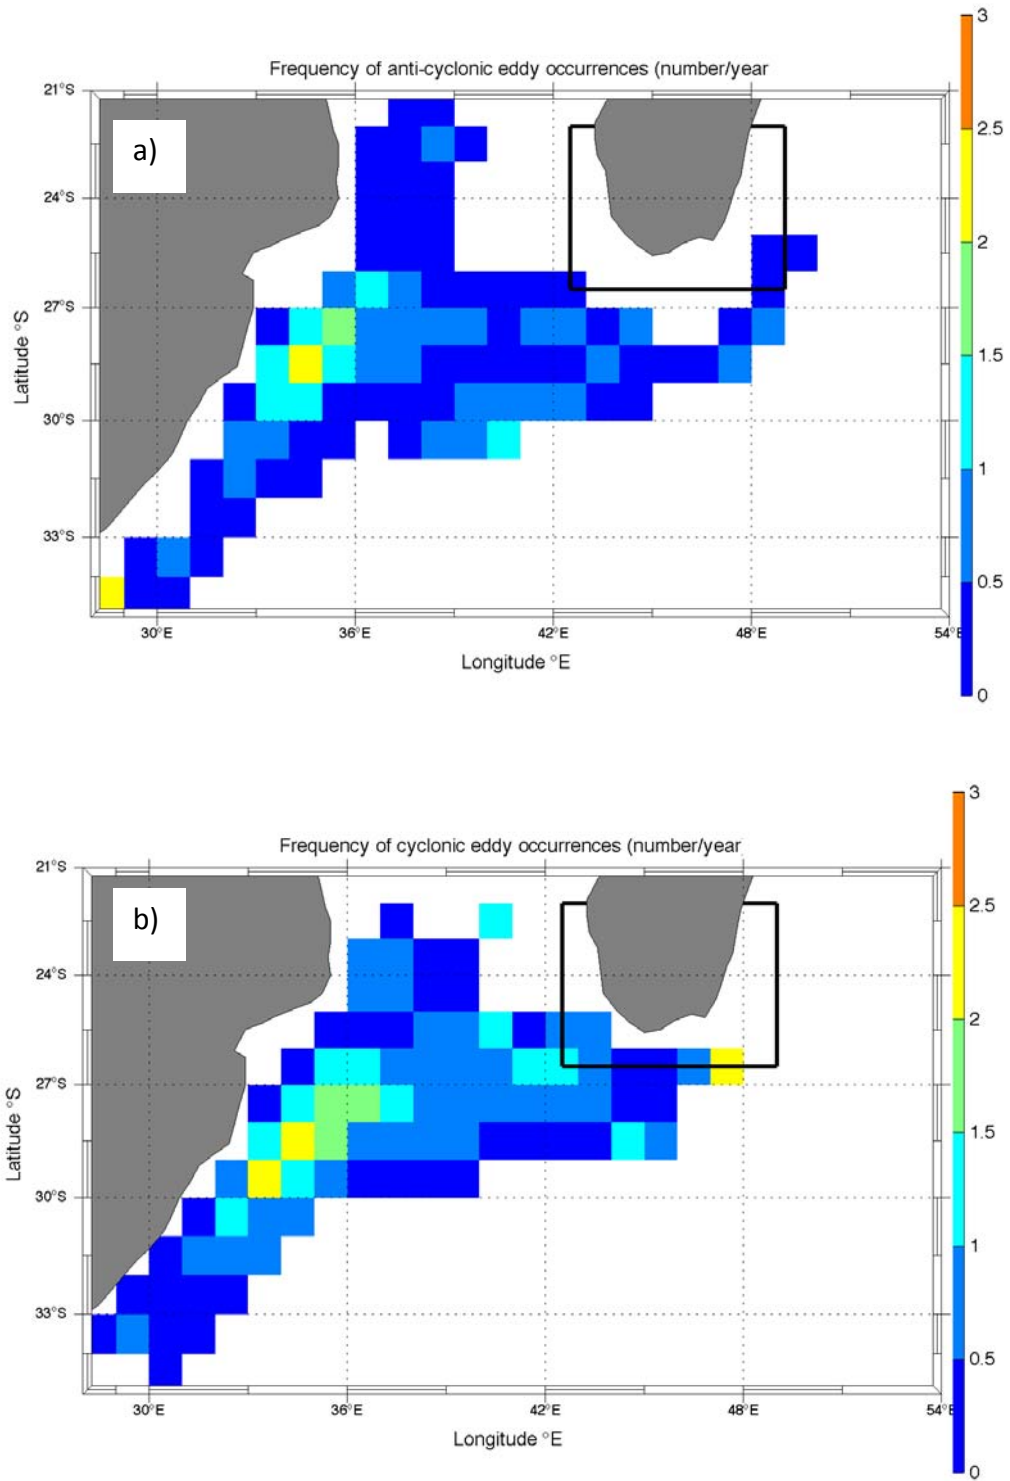 3
Frequency of anti-cyclonic eddy occurrences (number/year
21°S
2.5
a)
24°S
2
27°S
1.5
Latitude °S
30°S
1
33°S
0.5
30°E 36°E 42°E 48°E 54°E
Longitude °E
0
3
Frequency of cyclonic eddy occurrences (number/year
21°S
2.5
b)
24°S
2
27°S
1.5
Latitude °S
30°S
1
33°S
0.5
30°E 36°E 42°E 48°E 54°E
Longitude °E
0